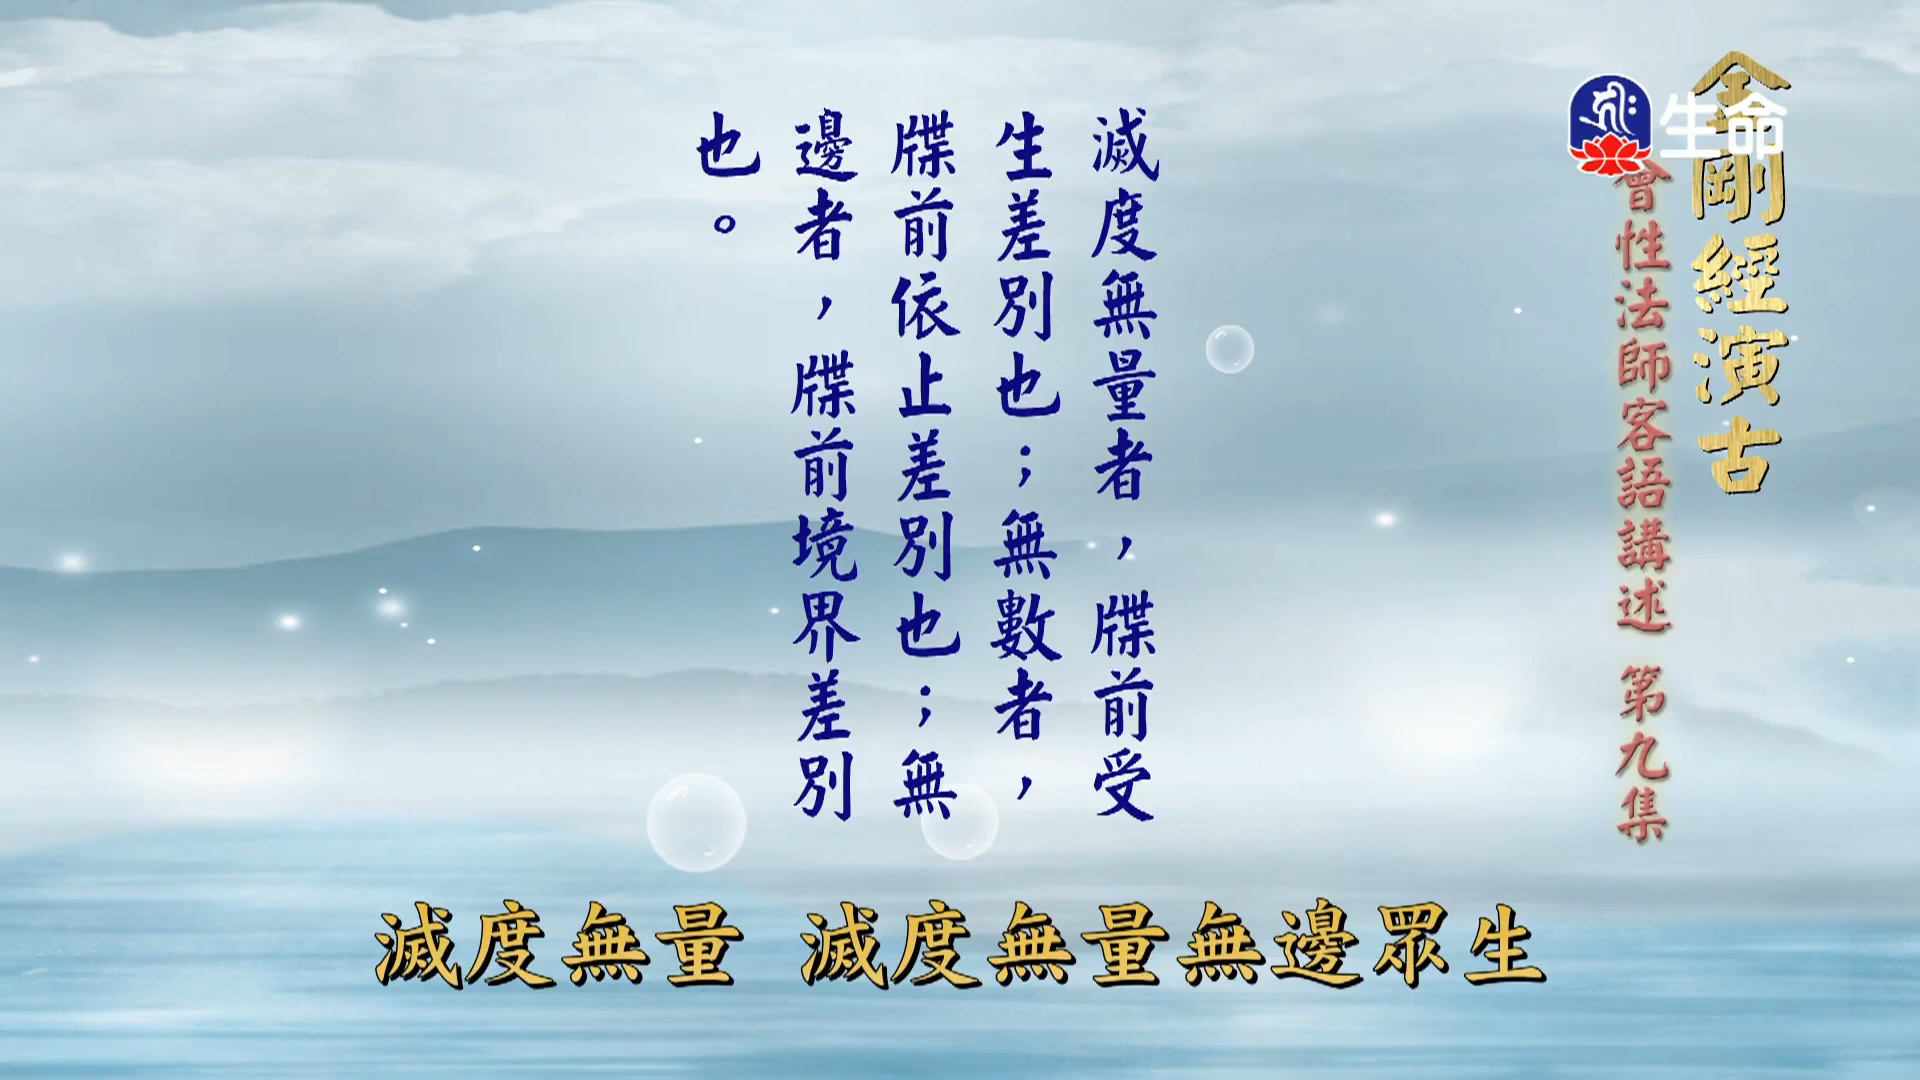 金剛經演古
會性法師客語講述 第九集
生命
滅度無量者，牒前受
生差別也；無數者，
牒前依止差別也；無
邊者，牒前境界差別
也。
滅度無量 滅度無量無邊眾生